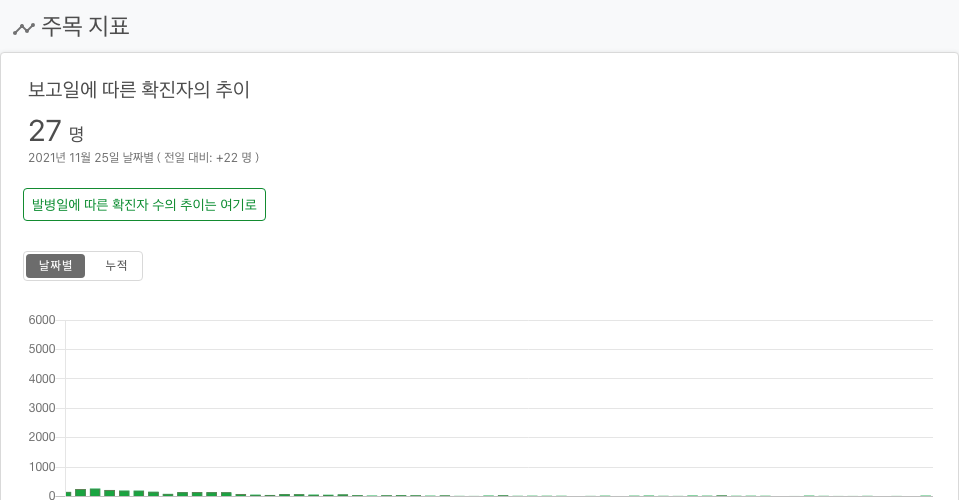 주목 지표
보고일에 따른 확진자의 추이
27 명
2021년 11월 25일 날짜별 ( 전일 대비: +22 명 )
발병일에 따른 확진자 수의 추이는 여기로
날짜별 누적
6000
5000
4000
3000
2000
1000
0